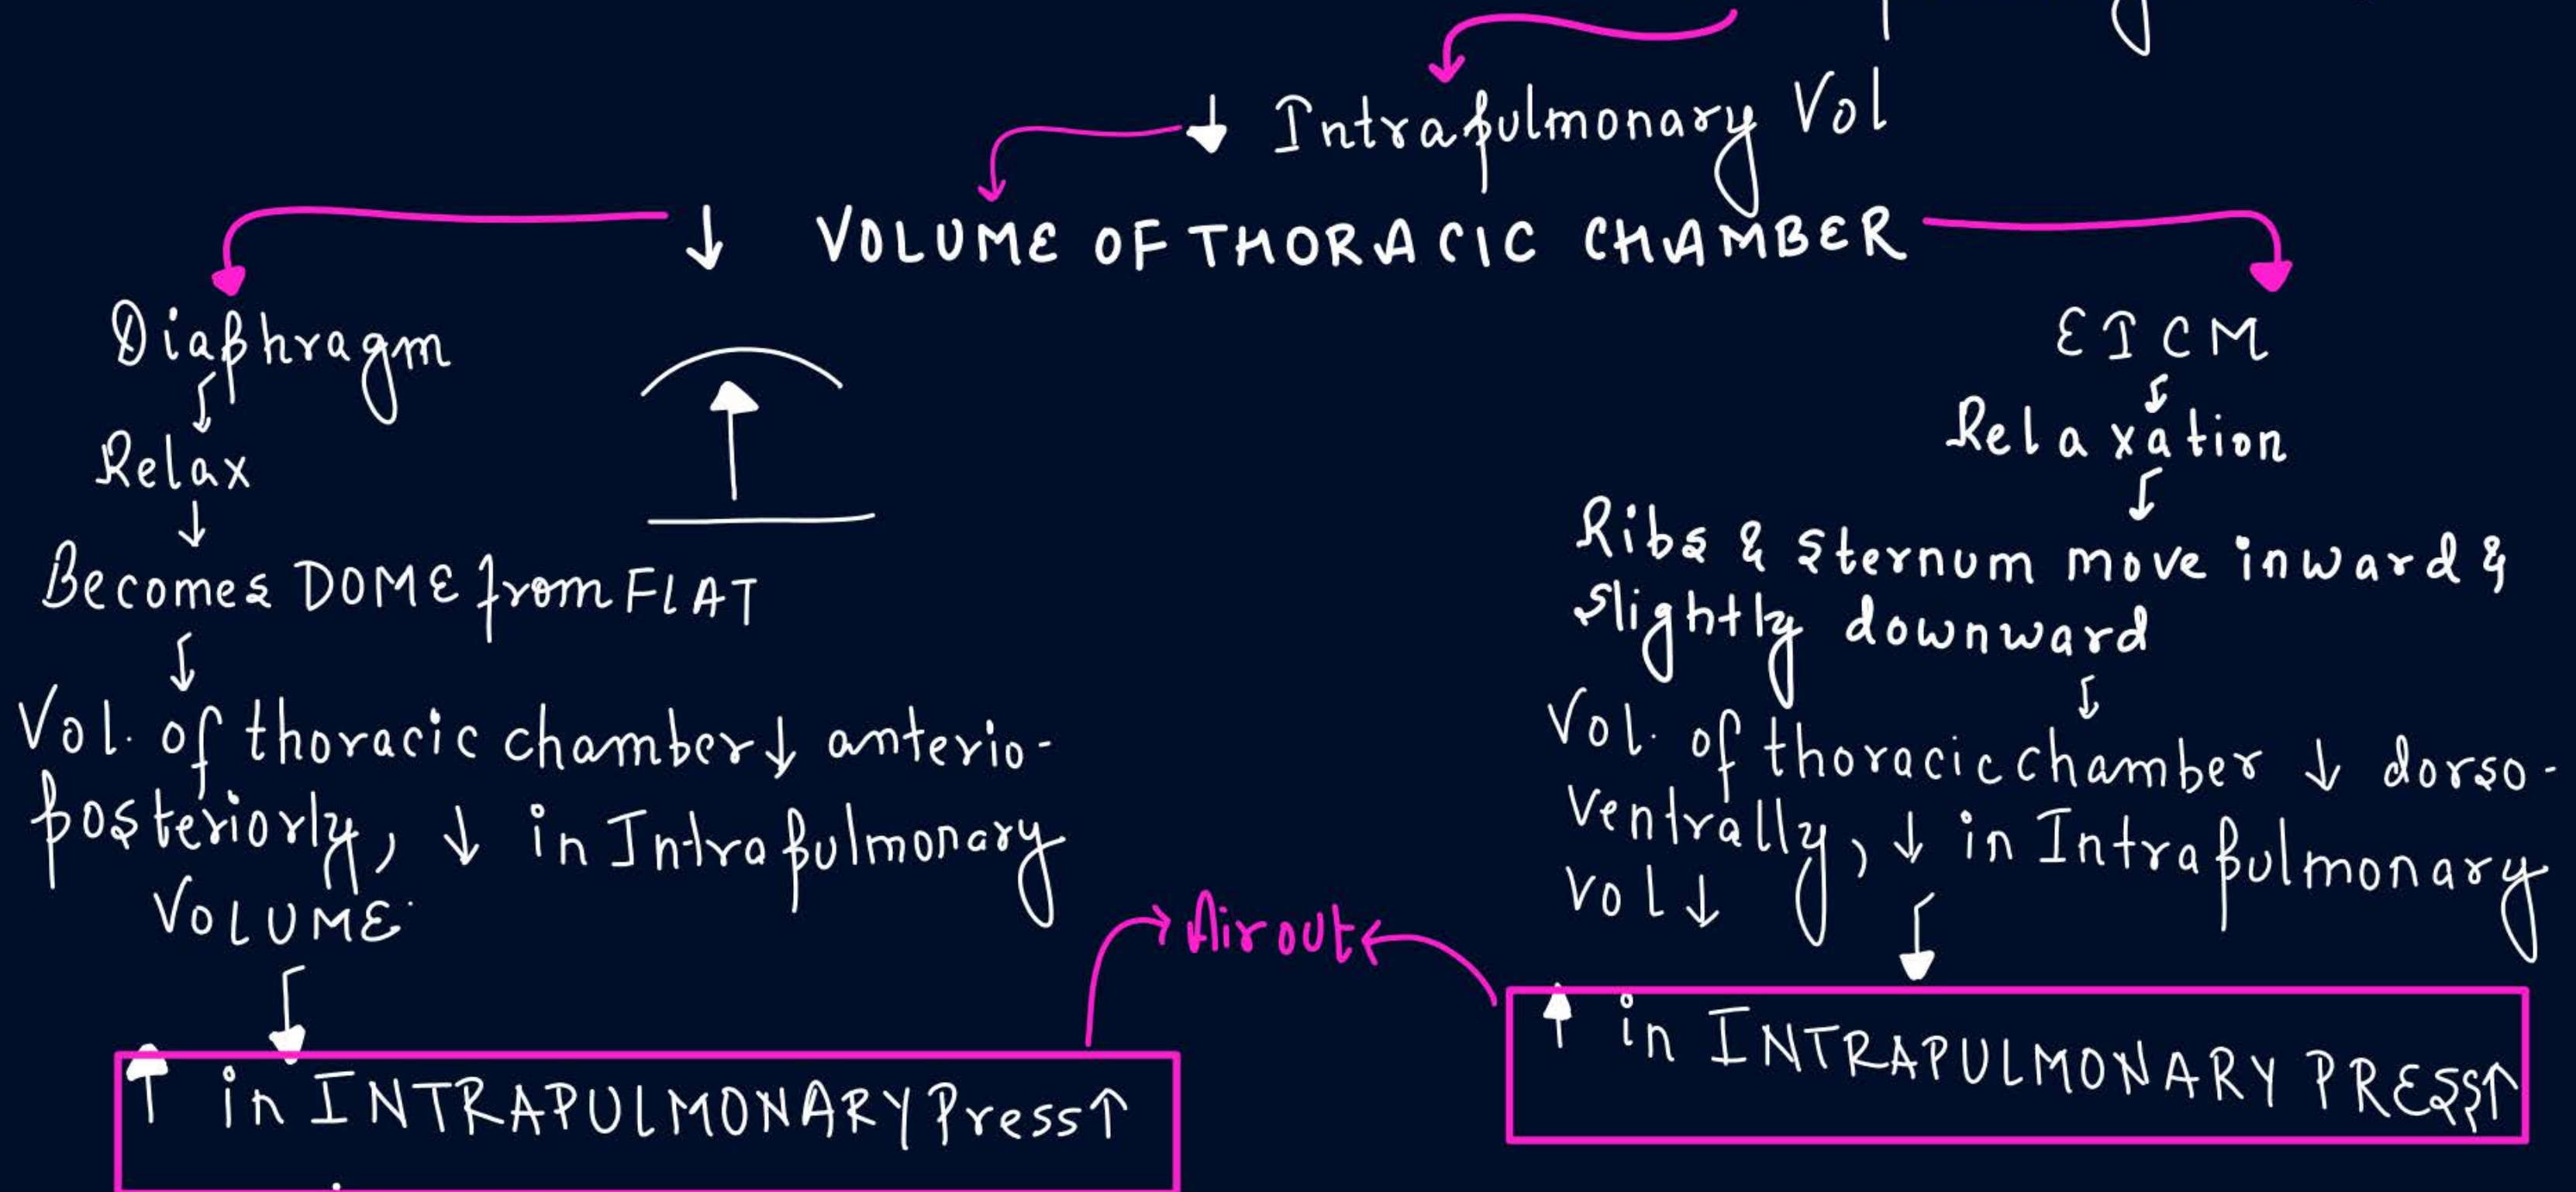 ↓ Intrapulmonary Vol
↓ VOLUME OF THORACIC CHAMBER
Diaphragm
↓
Relax
↓
Becomes DOME from FLAT
↓
Vol. of thoracic chamber ↓ anterio-
posteriorly, ↓ in Intrapulmonary
VOLUME
↑ in INTRAPULMONARY Press↑
Air out
EICM
↓
Relaxation
↓
Ribs & Sternum move inward &
slightly downward
↓
Vol. of thoracic chamber ↓ dorso-
ventrally, ↓ in Intrapulmonary
Vol ↓
↑ in INTRAPULMONARY PRESS↑